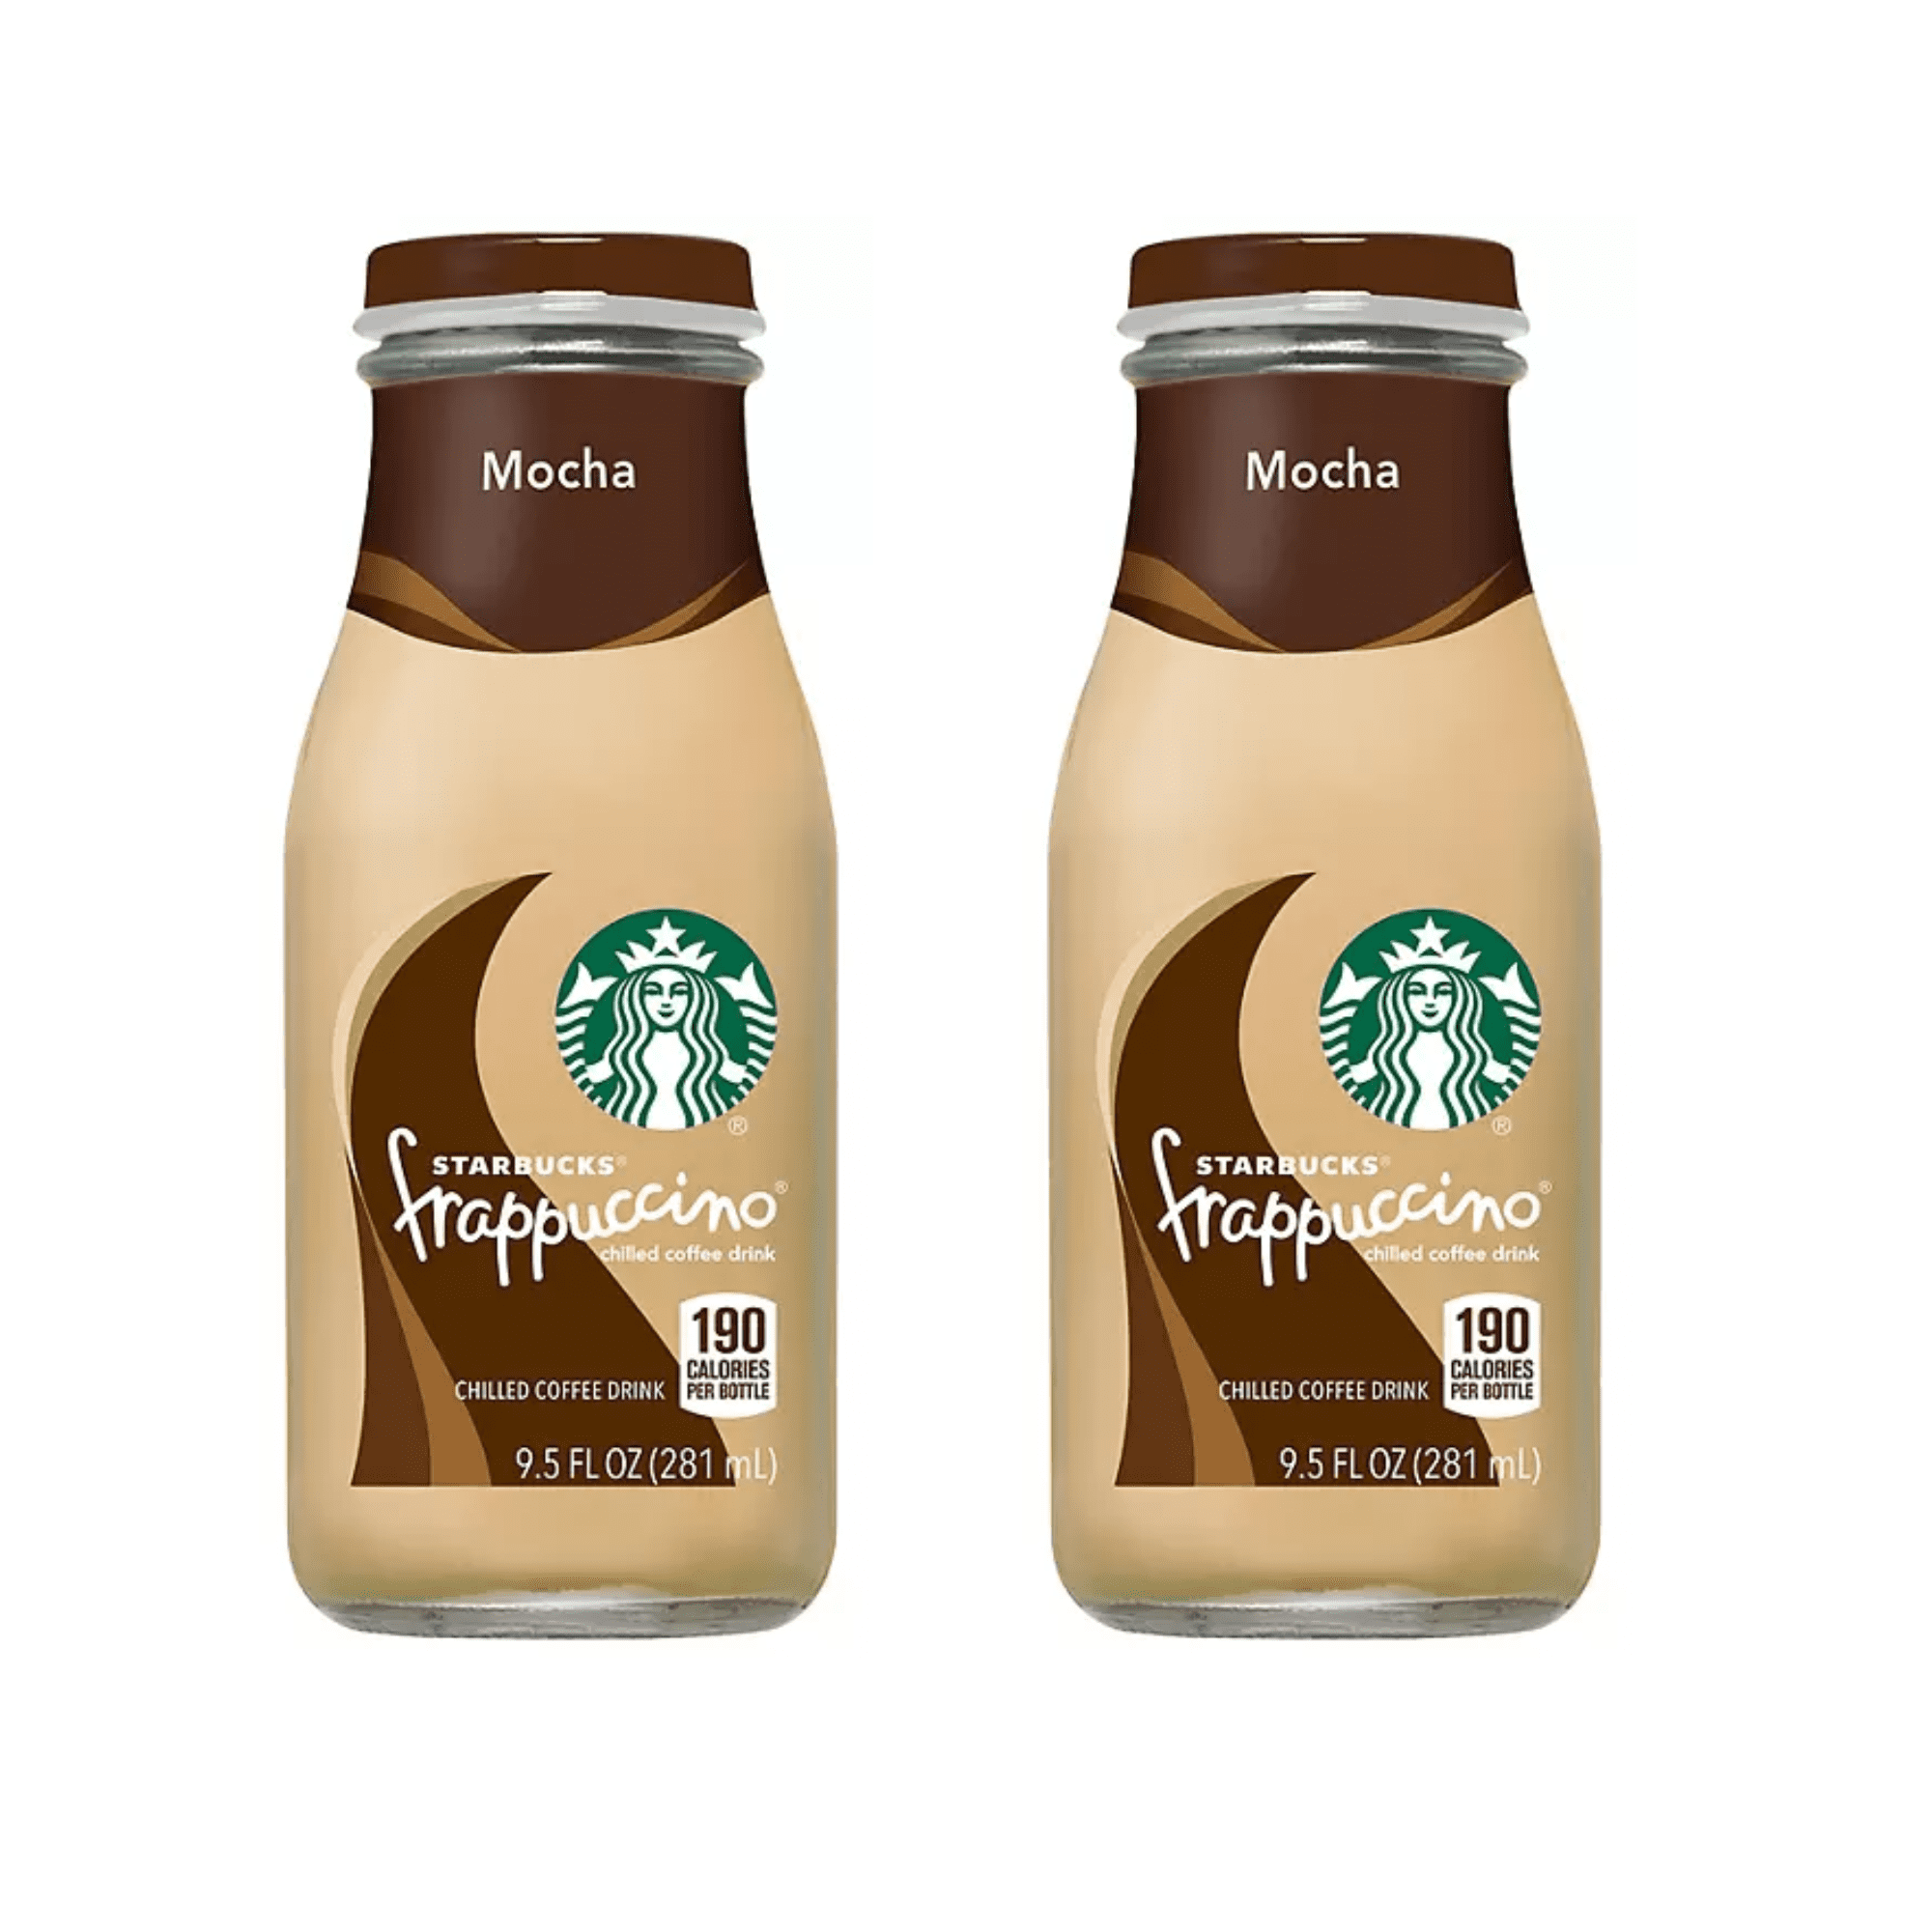 Mocha
STARBUCKS®
frappuccino®
chilled coffee drink
190
CALORIES
PER BOTTLE
CHILLED COFFEE DRINK
9.5 FL OZ (281 mL)
®
Mocha
STARBUCKS®
frappuccino®
chilled coffee drink
190
CALORIES
PER BOTTLE
CHILLED COFFEE DRINK
9.5 FL OZ (281 mL)
®